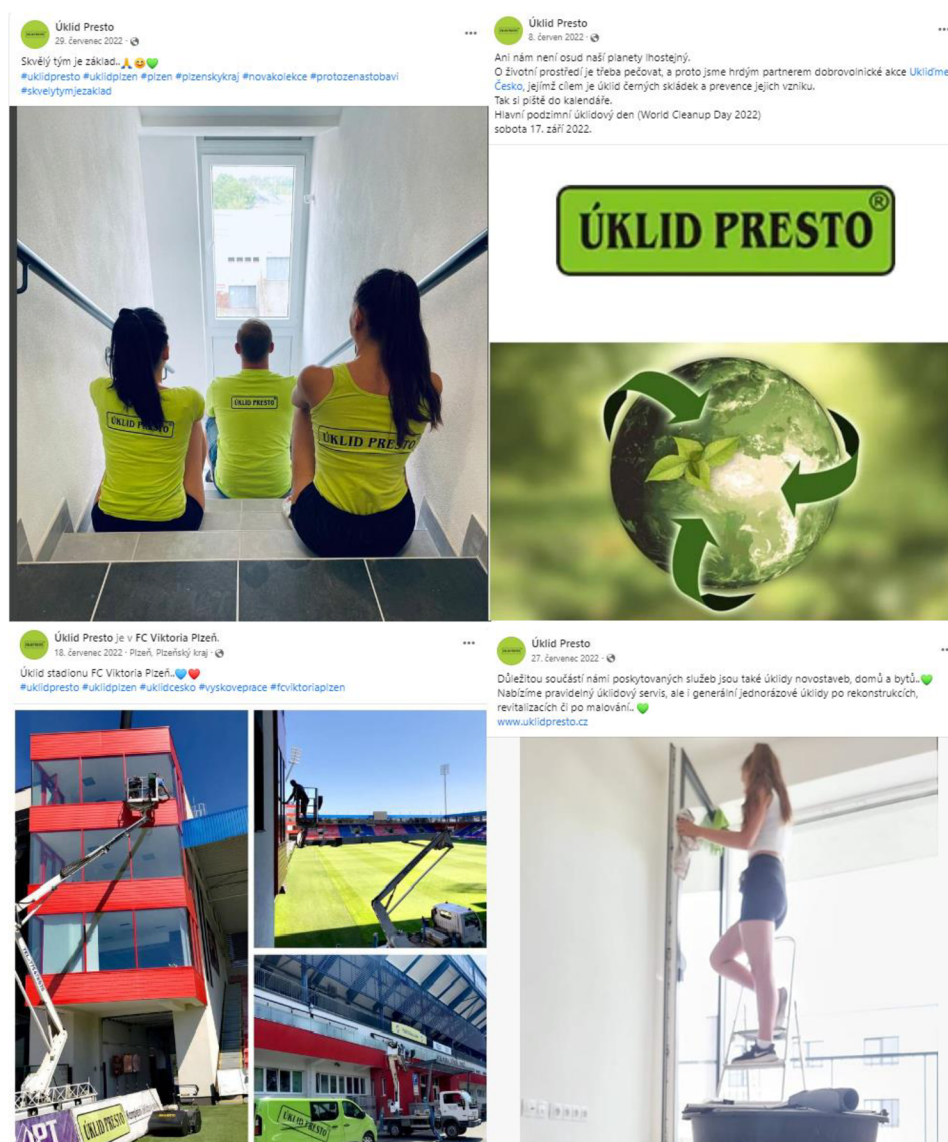 Úklid Presto
29. červenec 2022 ·
Skvělý tým je základ..🙏😊💚
#uklidpresto #uklidplzen #plzen #plzenskykraj #novakolekce #protozenastobavi
#skvelytymjezaklad
ÚKLID PRESTO
ÚKLID PRESTO
ÚKLID PRESTO
Úklid Presto
8. červen 2022 ·
Ani nám není osud naší planety lhostejný.
O životní prostředí je třeba pečovat, a proto jsme hrdým partnerem dobrovolnické akce Ukliďme
Česko, jejímž cílem je úklid černých skládek a prevence jejich vzniku.
Tak si piště do kalendáře.
Hlavní podzimní úklidový den (World Cleanup Day 2022)
sobota 17. září 2022.
ÚKLID PRESTO®
Úklid Presto je v FC Viktoria Plzeň.
18. červenec 2022 · Plzeň, Plzeňský kraj ·
Úklid stadionu FC Viktoria Plzeň..💙❤️
#uklidpresto #uklidplzen #uklidcesko #vyskoveprace #fcviktoriaplzen
APT
ÚKLID PRESTO
ÚKLID PRESTO
Úklid Presto
27. červenec 2022 ·
Důležitou součástí námi poskytovaných služeb jsou také úklidy novostaveb, domů a bytů..💚
Nabízíme pravidelný úklidový servis, ale i generální jednorázové úklidy po rekonstrukcích,
revitalizacích či po malování.. 💚
www.uklidpresto.cz